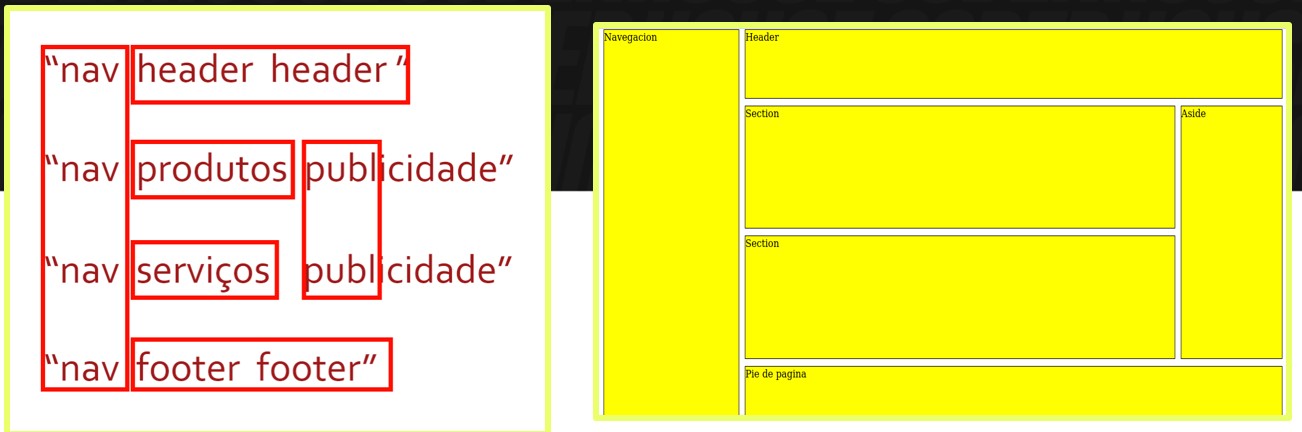 “nav header header ”
“nav produtos publicidade”
“nav serviços publicidade”
“nav footer footer”
Navegacion
Header
Section
Aside
Section
Pie de pagina